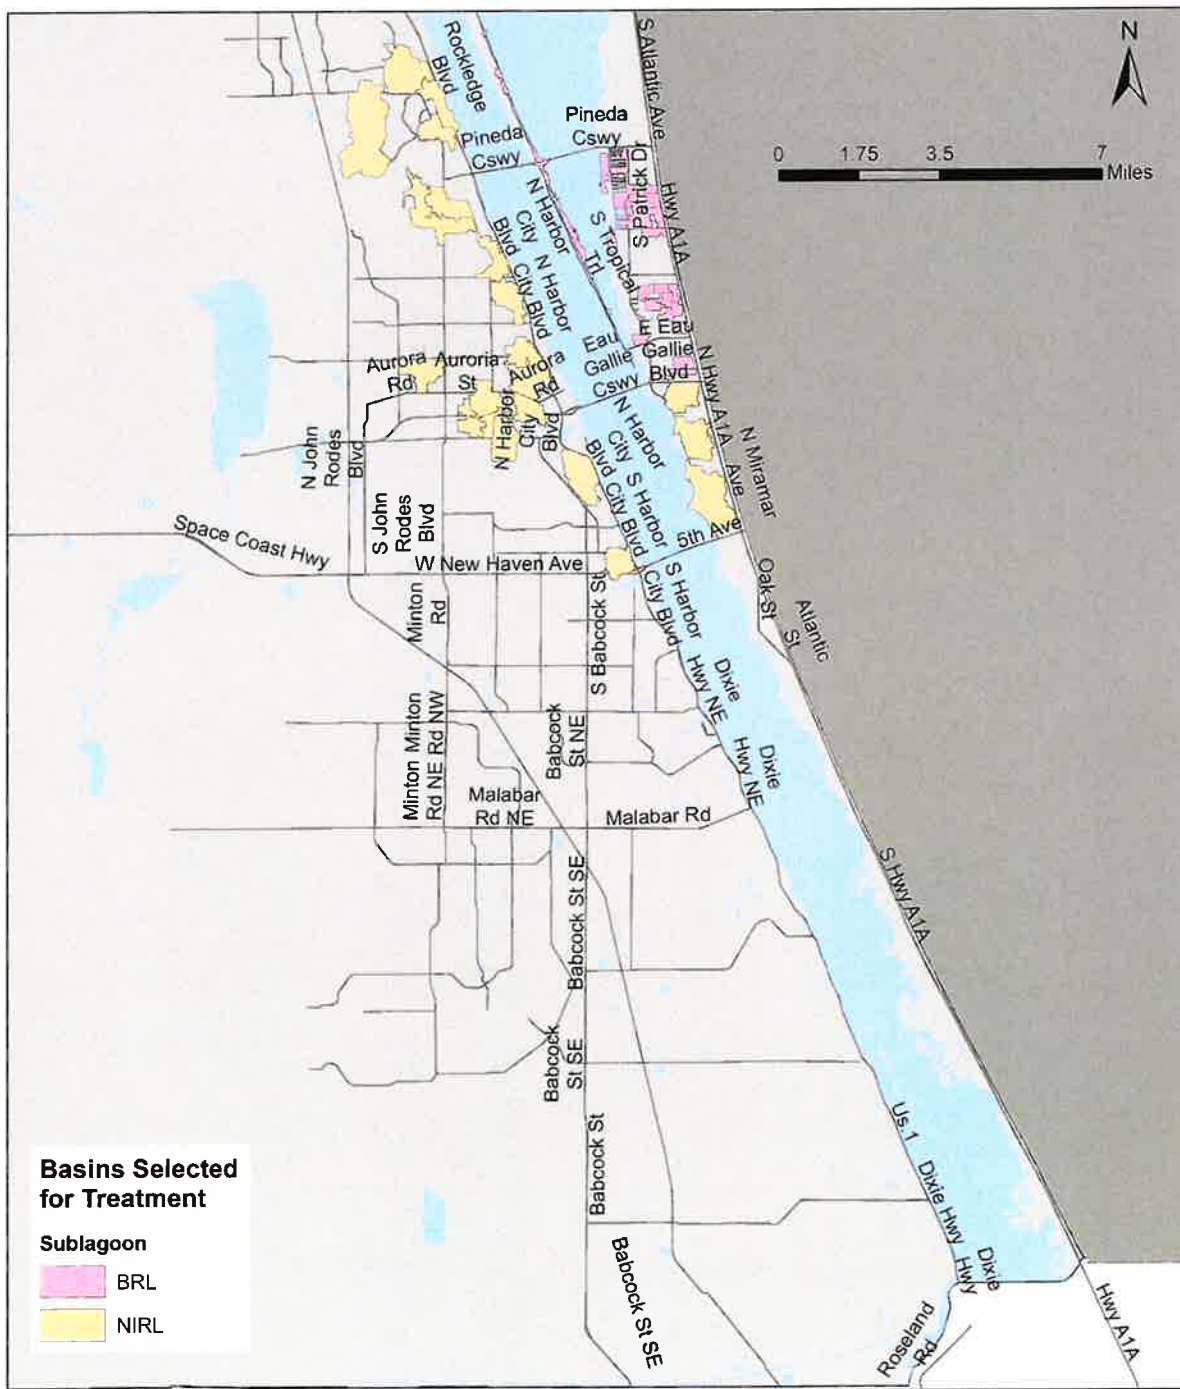 Rockledge
Blvd
S Atlantic Ave
N
Pineda
Cswy
Pineda
Cswy
0 1.75 3.5 7
Miles
S Patrick Dr
Hwy A1A
N Harbor
City
Blvd
S Tropical
Trl
N Harbor
City Blvd
Eau
Gallie
Cswy
E Eau
Gallie
Blvd
N Hwy A1A
Aurora
Rd
Auroria
St
Aurora
Rd
N Harbor
City
Blvd
N Harbor
City
Blvd
N Miramar
Ave
N John
Rodes
Blvd
S John
Rodes
Blvd
S Harbor
City Blvd
5th Ave
Space Coast Hwy
W New Haven Ave
S Harbor
City Blvd
Oak St
Atlantic
St
Minton
Rd
S Babcock St
Dixie
Hwy NE
Minton
Rd NW
Minton
Rd NE
Babcock
St NE
Dixie
Hwy NE
Malabar
Rd NE
Malabar Rd
S Hwy A1A
Babcock St SE
Babcock
St SE
Us 1
Babcock St
Dixie Hwy
Dixie
Hwy
Babcock St SE
Roseland
Rd
Hwy A1A
Basins Selected
for Treatment
Sublagoon
BRL
NIRL